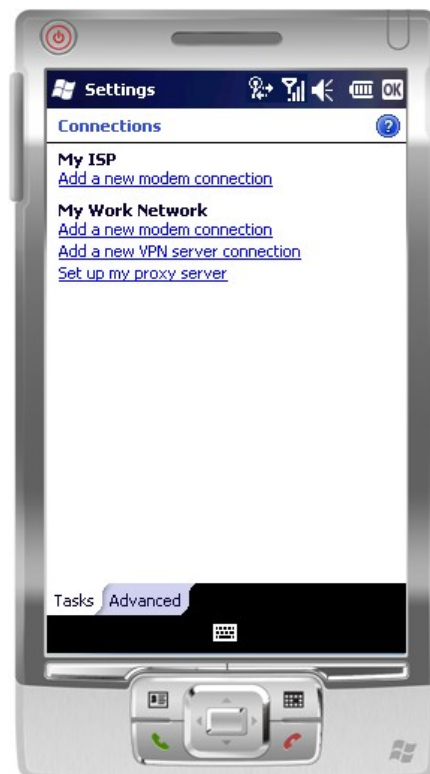 Settings
OK
Connections
?
My ISP
Add a new modem connection
My Work Network
Add a new modem connection
Add a new VPN server connection
Set up my proxy server
Tasks
Advanced